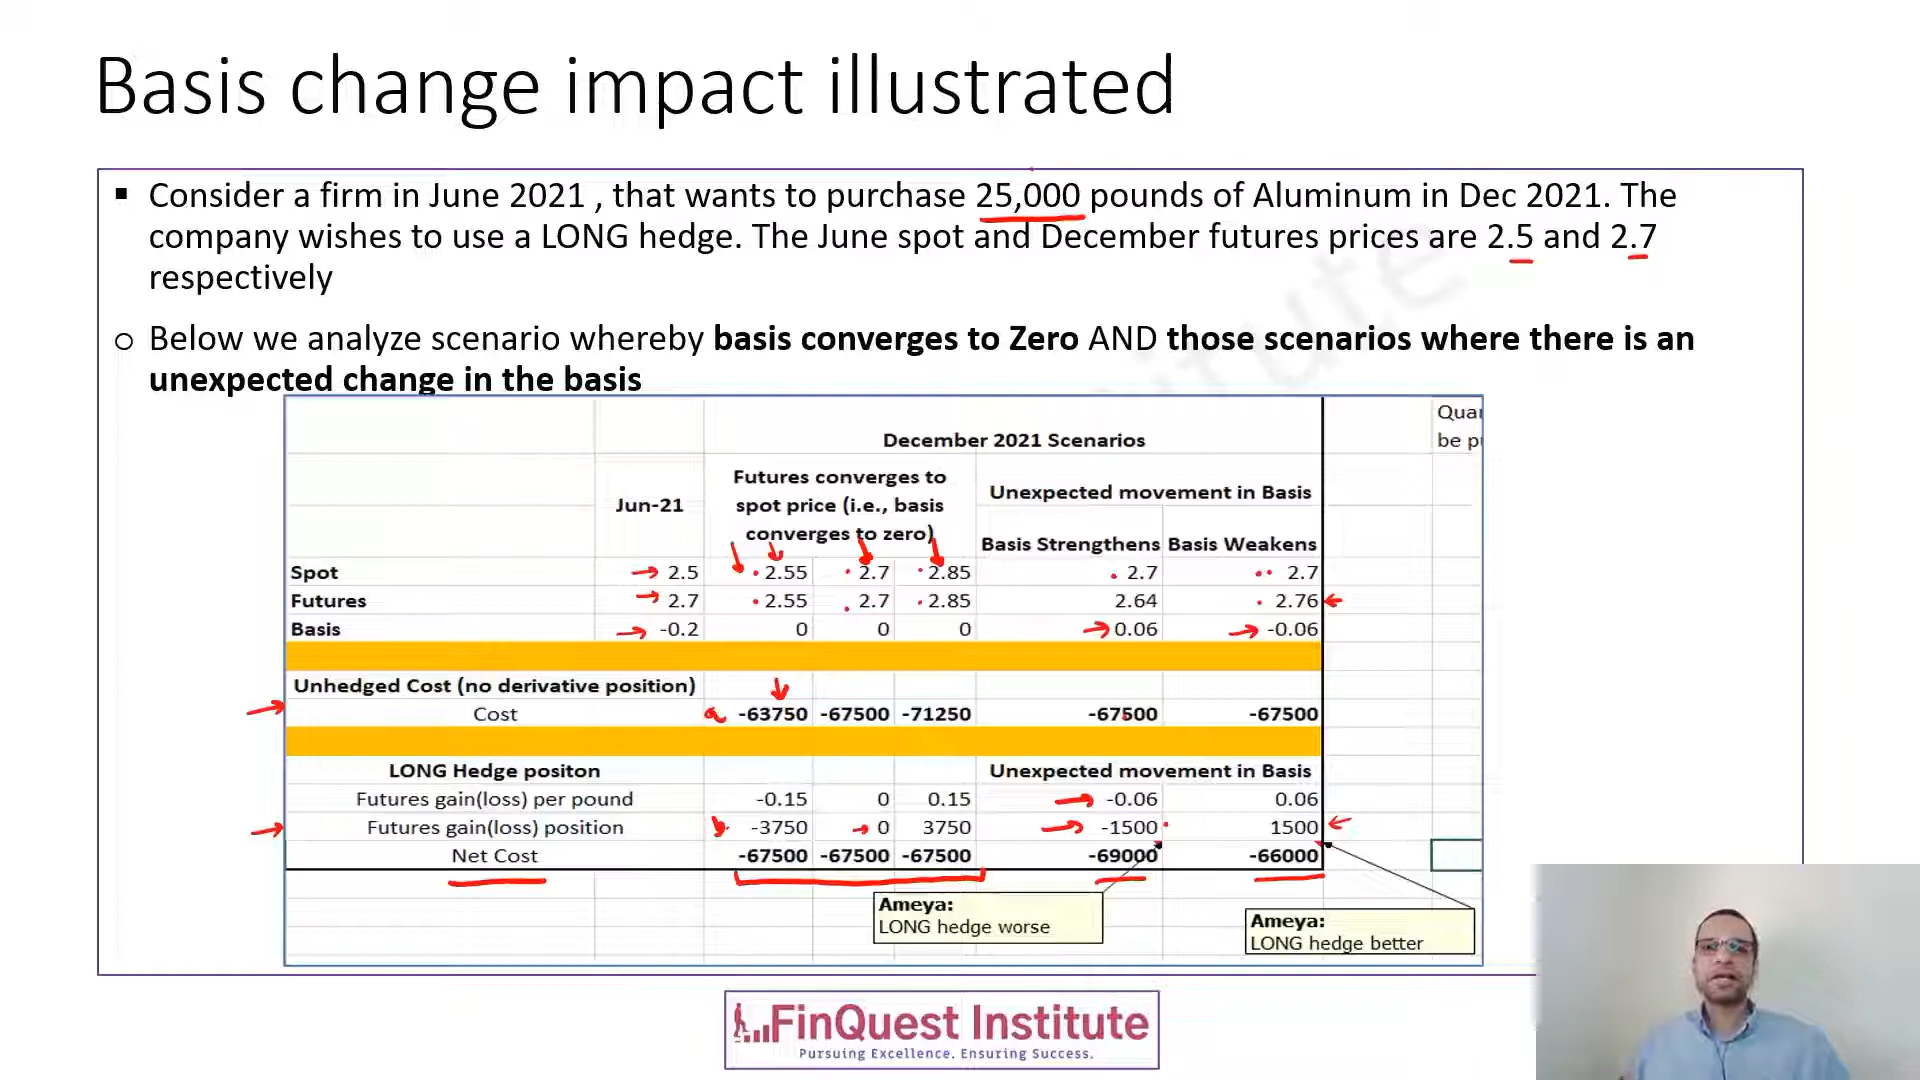 Basis change impact illustrated
▪ Consider a firm in June 2021 , that wants to purchase 25,000 pounds of Aluminum in Dec 2021. The
company wishes to use a LONG hedge. The June spot and December futures prices are 2.5 and 2.7
respectively
o Below we analyze scenario whereby basis converges to Zero AND those scenarios where there is an
unexpected change in the basis
December 2021 Scenarios
Jun-21
Futures converges to
spot price (i.e., basis
converges to zero)
Unexpected movement in Basis
Basis Strengthens Basis Weakens
Spot 2.5 2.55 2.7 2.85 2.7 2.7
Futures 2.7 2.55 2.7 2.85 2.64 2.76
Basis -0.2 0 0 0 0.06 -0.06
Unhedged Cost (no derivative position)
Cost a -63750 -67500 -71250 -67500 -67500
LONG Hedge positon Unexpected movement in Basis
Futures gain(loss) per pound -0.15 0 0.15 -0.06 0.06
Futures gain(loss) position b -3750 0 3750 -1500 1500
Net Cost -67500 -67500 -67500 -69000 -66000
Ameya:
LONG hedge worse
Ameya:
LONG hedge better
FinQuest Institute
Pursuing Excellence. Ensuring Success.